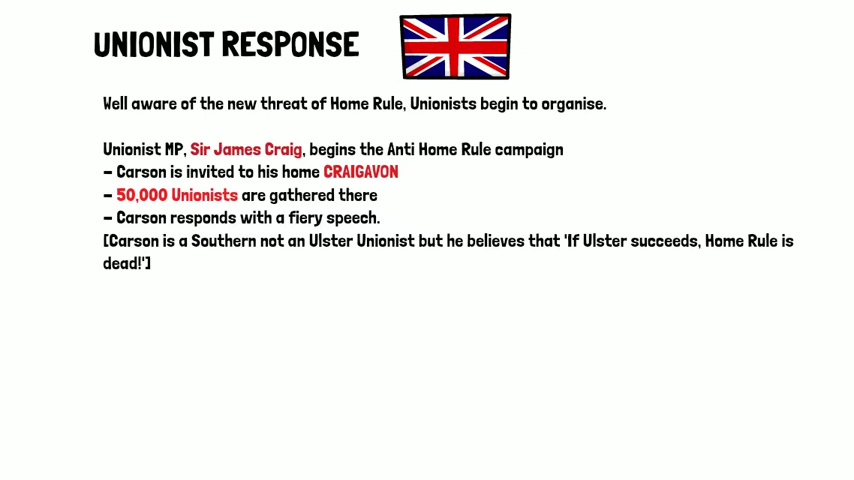 UNIONIST RESPONSE
Well aware of the new threat of Home Rule, Unionists begin to organise.
Unionist MP, Sir James Craig, begins the Anti Home Rule campaign
– Carson is invited to his home CRAIGAVON
– 50,000 Unionists are gathered there
– Carson responds with a fiery speech.
[Carson is a Southern not an Ulster Unionist but he believes that 'If Ulster succeeds, Home Rule is
dead!']